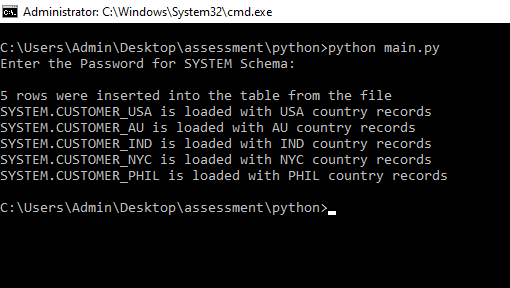 Administrator: C:\Windows\System32\cmd.exe
C:\Users\Admin\Desktop\assessment\python>python main.py
Enter the Password for SYSTEM Schema:
5 rows were inserted into the table from the file
SYSTEM.CUSTOMER_USA is loaded with USA country records
SYSTEM.CUSTOMER_AU is loaded with AU country records
SYSTEM.CUSTOMER_IND is loaded with IND country records
SYSTEM.CUSTOMER_NYC is loaded with NYC country records
SYSTEM.CUSTOMER_PHIL is loaded with PHIL country records
C:\Users\Admin\Desktop\assessment\python>